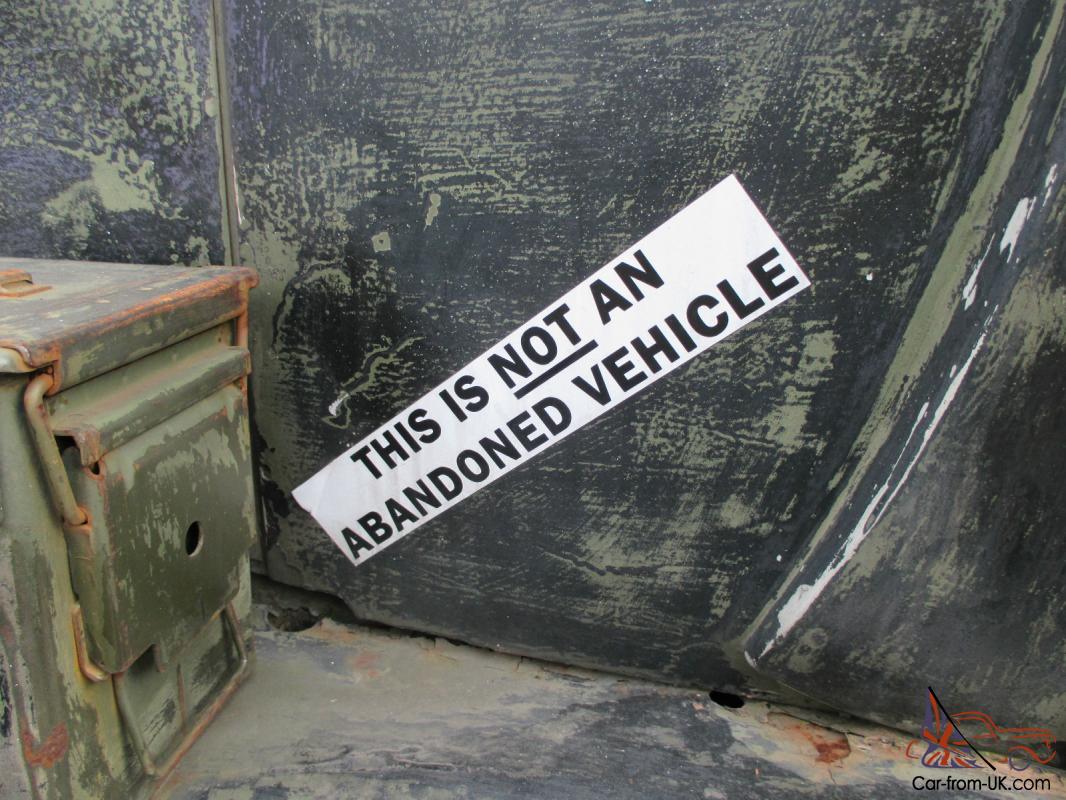 THIS IS NOT AN
ABANDONED VEHICLE
Car-from-UK.com